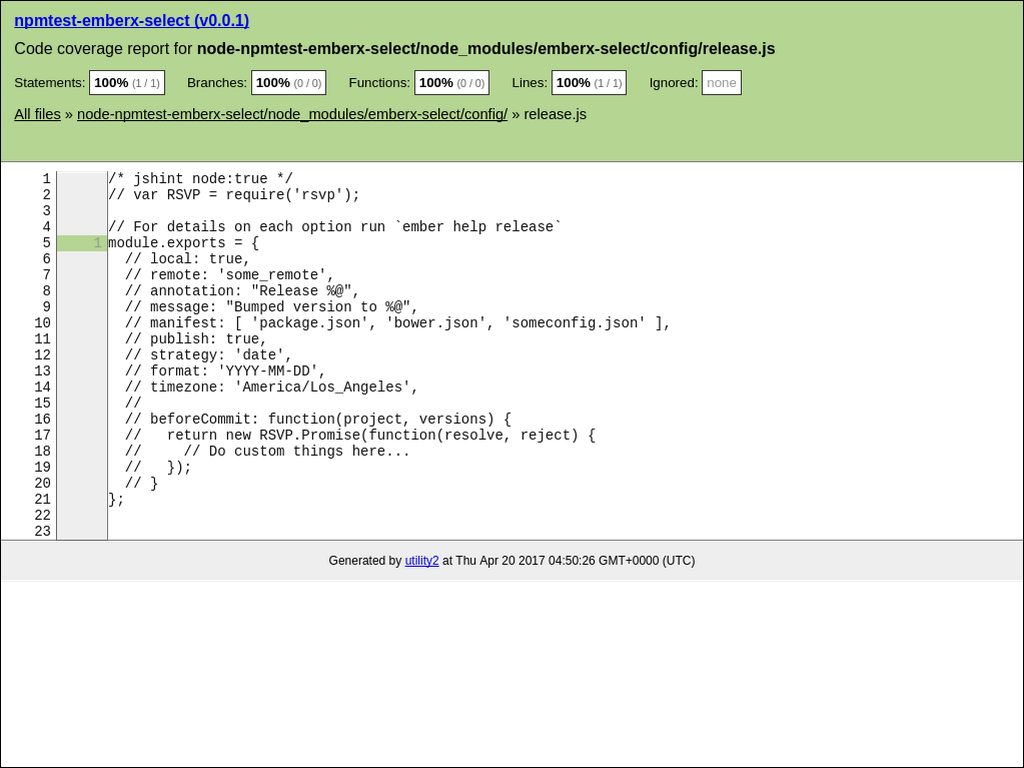 npmtest-emberx-select (v0.0.1)
Code coverage report for node-npmtest-emberx-select/node_modules/emberx-select/config/release.js
Statements: 100% (1 / 1) Branches: 100% (0 / 0) Functions: 100% (0 / 0) Lines: 100% (1 / 1) Ignored: none
All files » node-npmtest-emberx-select/node_modules/emberx-select/config/ » release.js
1 /* jshint node:true */
2 // var RSVP = require('rsvp');
3
4 // For details on each option run `ember help release`
5 1 module.exports = {
6   // local: true,
7   // remote: 'some_remote',
8   // annotation: "Release %@",
9   // message: "Bumped version to %@",
10   // manifest: [ 'package.json', 'bower.json', 'someconfig.json' ],
11   // publish: true,
12   // strategy: 'date',
13   // format: 'YYYY-MM-DD',
14   // timezone: 'America/Los_Angeles',
15   //
16   // beforeCommit: function(project, versions) {
17   //   return new RSVP.Promise(function(resolve, reject) {
18   //     // Do custom things here...
19   //   });
20   // }
21 };
22
23
Generated by utility2 at Thu Apr 20 2017 04:50:26 GMT+0000 (UTC)